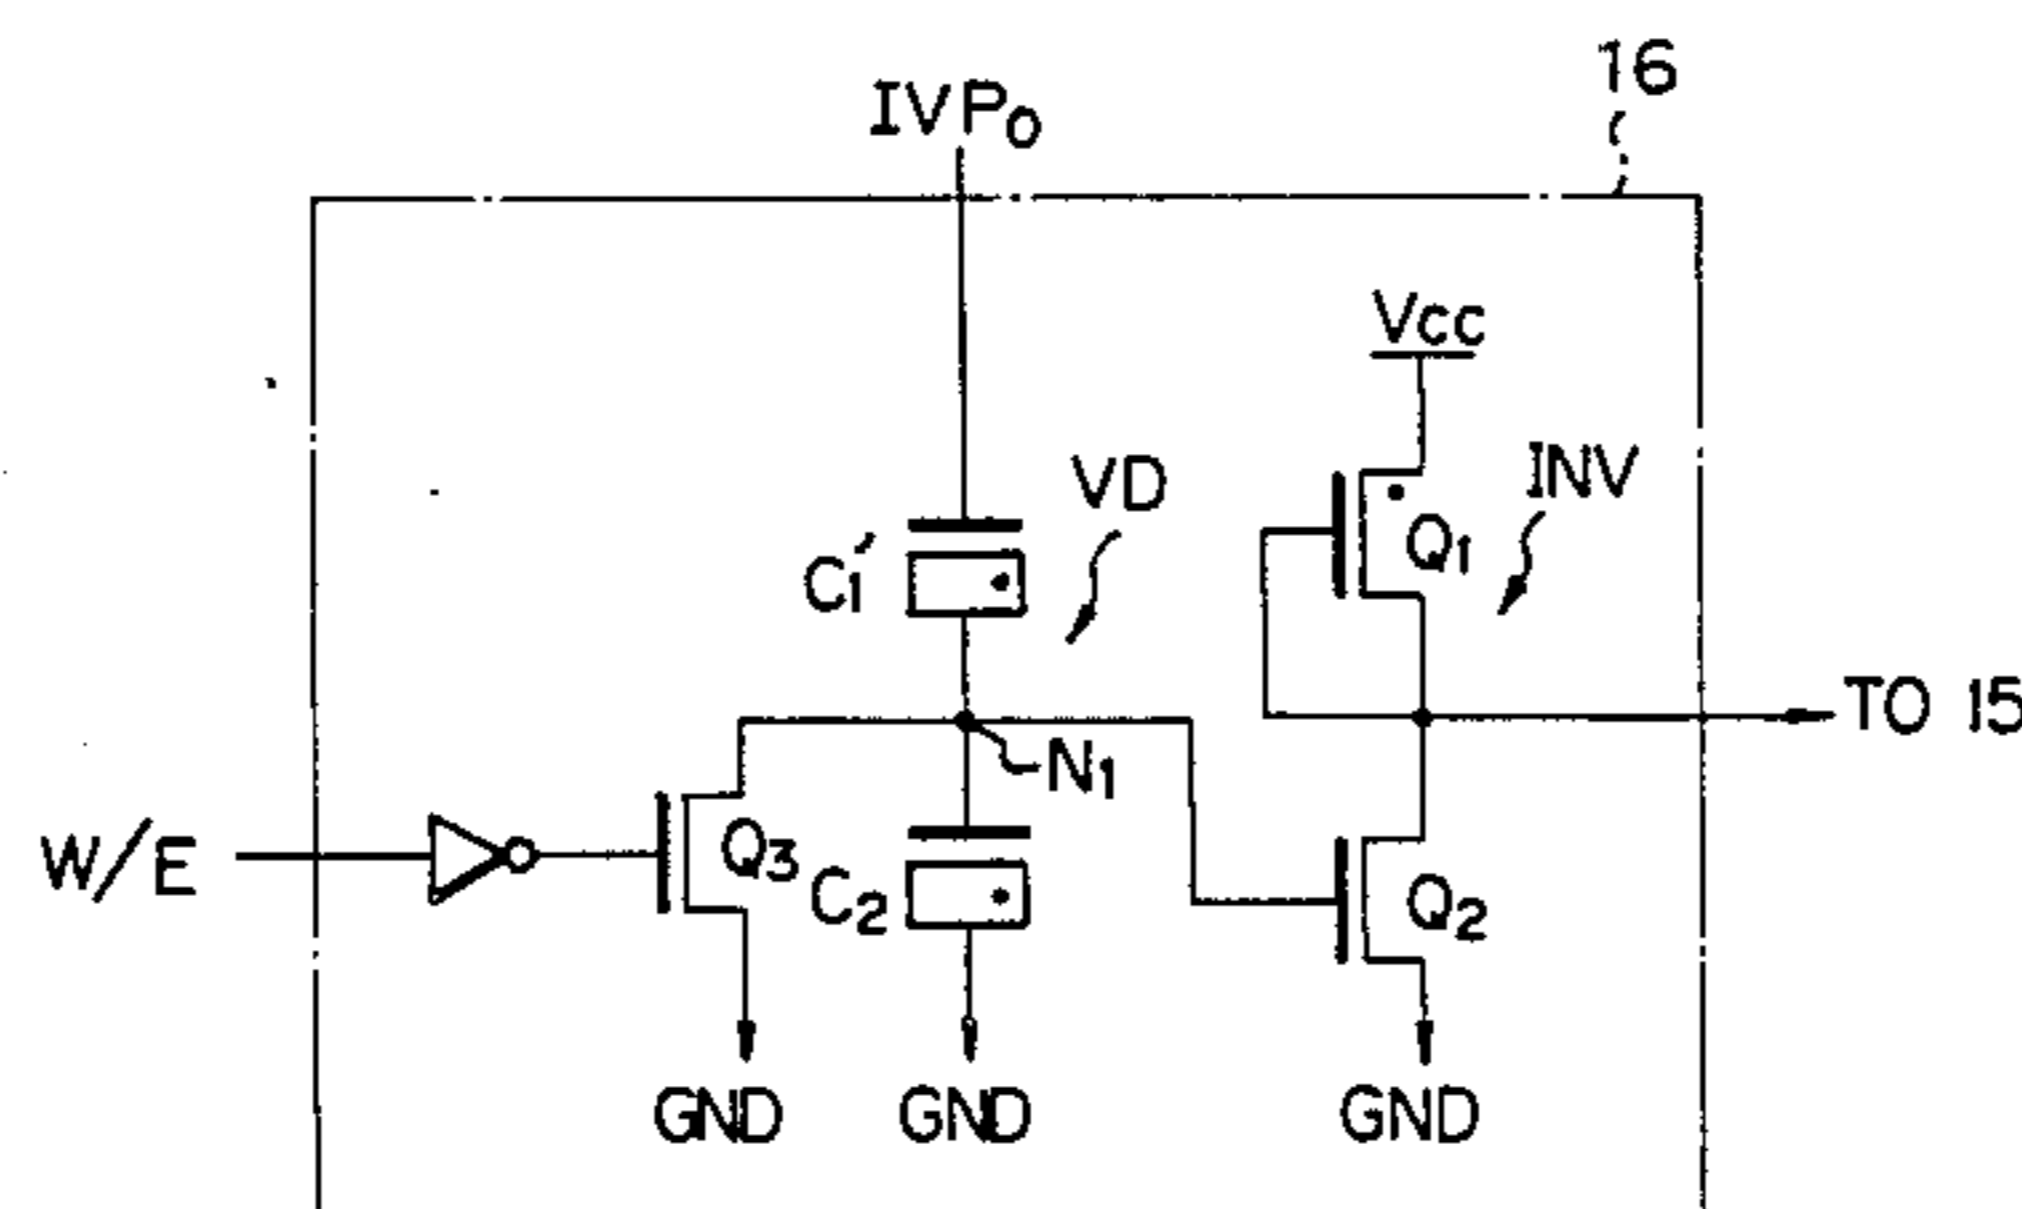 16
IVP₀
Vcc
INV
VD
Q₁
C₁′
TO 15
N₁
W/E
Q₃
C₂
Q₂
GND
GND
GND